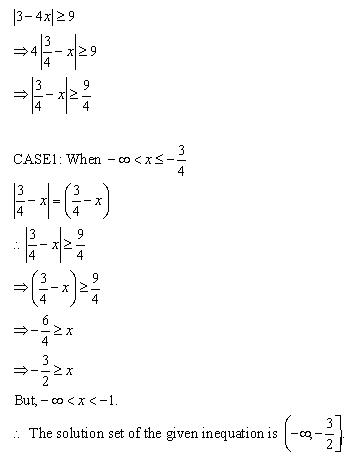 |3−4x| ≥ 9
⇒ 4|3/4 − x| ≥ 9
⇒ |3/4 − x| ≥ 9/4
CASE1: When −∞ < x ≤ −3/4
|3/4 − x| = (3/4 − x)
∴ |3/4 − x| ≥ 9/4
⇒ (3/4 − x) ≥ 9/4
⇒ −6/4 ≥ x
⇒ −3/2 ≥ x
But, −∞ < x < −1.
∴ The solution set of the given inequation is (−∞, −3/2].